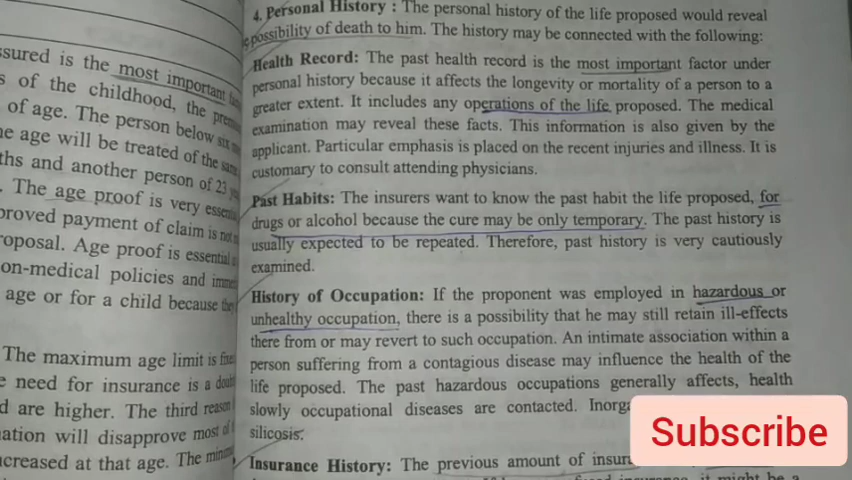 ssured is the most important
s of the childhood, the
of age. The person below six
ne age will be treated of the same
ths and another person of 23
. The age proof is very essential
proved payment of claim is not
roposal. Age proof is essential
on-medical policies and
age or for a child because they
The maximum age limit is fixed
e need for insurance is a
d are higher. The third reason
ation will disapprove most of
ncreased at that age. The
4. Personal History : The personal history of the life proposed would reveal
possibility of death to him. The history may be connected with the following:
Health Record: The past health record is the most important factor under
personal history because it affects the longevity or mortality of a person to a
greater extent. It includes any operations of the life proposed. The medical
examination may reveal these facts. This information is also given by the
applicant. Particular emphasis is placed on the recent injuries and illness. It is
customary to consult attending physicians.
Past Habits: The insurers want to know the past habit the life proposed, for
drugs or alcohol because the cure may be only temporary. The past history is
usually expected to be repeated. Therefore, past history is very cautiously
examined.
History of Occupation: If the proponent was employed in hazardous or
unhealthy occupation, there is a possibility that he may still retain ill-effects
there from or may revert to such occupation. An intimate association within a
person suffering from a contagious disease may influence the health of the
life proposed. The past hazardous occupations generally affects, health
slowly occupational diseases are contacted. Inorga
silicosis.
Insurance History: The previous amount of insura
it might be a
Subscribe